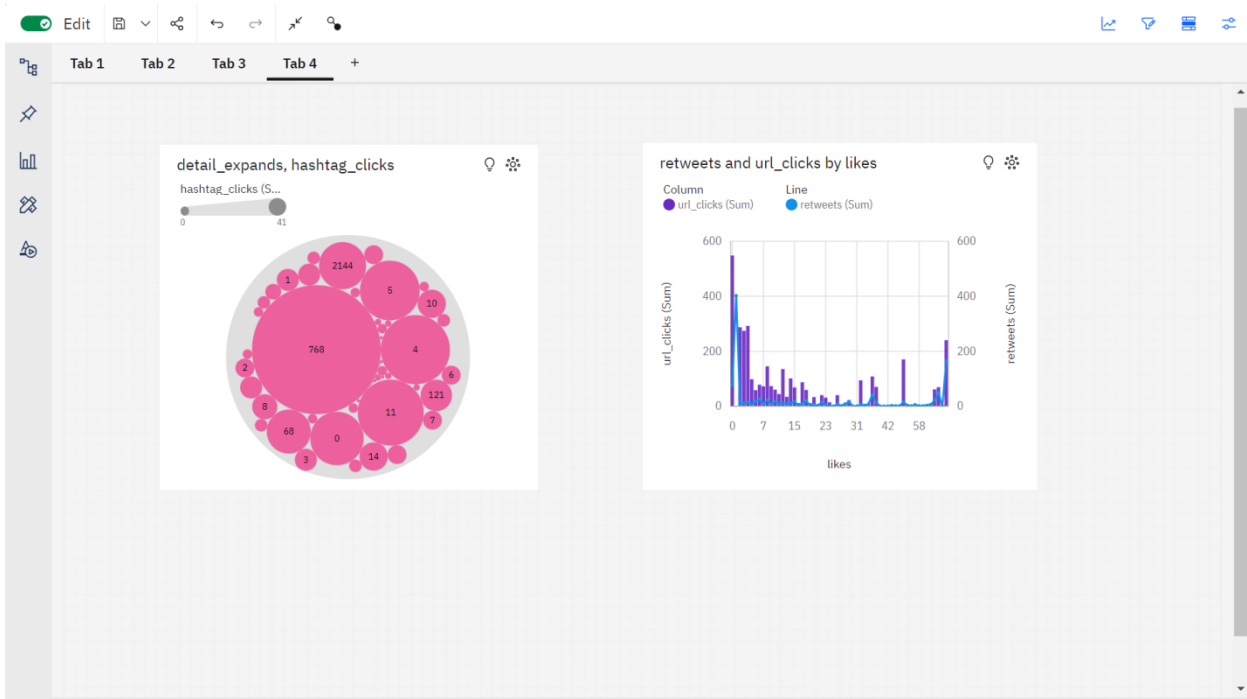 Edit
Tab 1 Tab 2 Tab 3 Tab 4 +
detail_expands, hashtag_clicks
hashtag_clicks (S...
0 41
2144
1
5
10
768
4
2
6
121
8
11
7
68
0
3
14
retweets and url_clicks by likes
Column Line
url_clicks (Sum) retweets (Sum)
600 600
400 400
200 200
0 0
url_clicks (Sum)
retweets (Sum)
0 7 15 23 31 42 58
likes